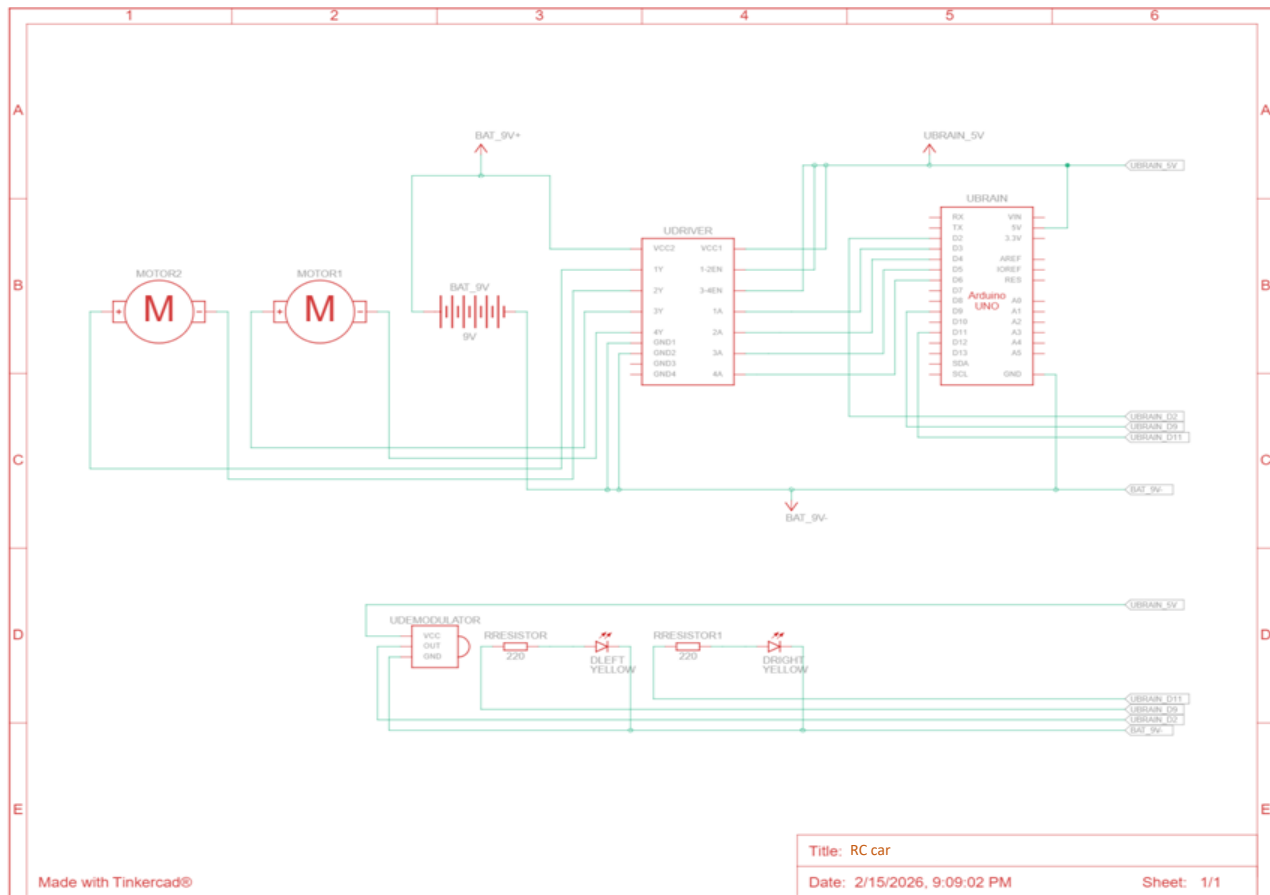 1 2 3 4 5 6
A A
BAT_9V+ UBRAIN_5V
UBRAIN_5V
UBRAIN
RX VIN
TX 5V
D2 3.3V
D3
D4 AREF
D5 IOREF
D6 RES
D7
D8 A0
D9 A1
D10 A2
D11 A3
D12 A4
D13 A5
SDA
SCL GND
Arduino
UNO
UDRIVER
VCC2 VCC1
1Y 1-2EN
2Y 3-4EN
3Y 1A
4Y 2A
GND1
GND2 3A
GND3
GND4 4A
B B
MOTOR2 MOTOR1
+ M - + M -
BAT_9V
9V
UBRAIN_D2
UBRAIN_D9
UBRAIN_D11
C C
BAT_9V-
BAT_9V-
UBRAIN_5V
D D
UDEMODULATOR
VCC
OUT
GND
RRESISTOR
220
DLEFT
YELLOW
RRESISTOR1
220
DRIGHT
YELLOW
UBRAIN_D11
UBRAIN_D9
UBRAIN_D2
BAT_9V-
E E
Title: RC car
Made with Tinkercad® Date: 2/15/2026, 9:09:02 PM Sheet: 1/1